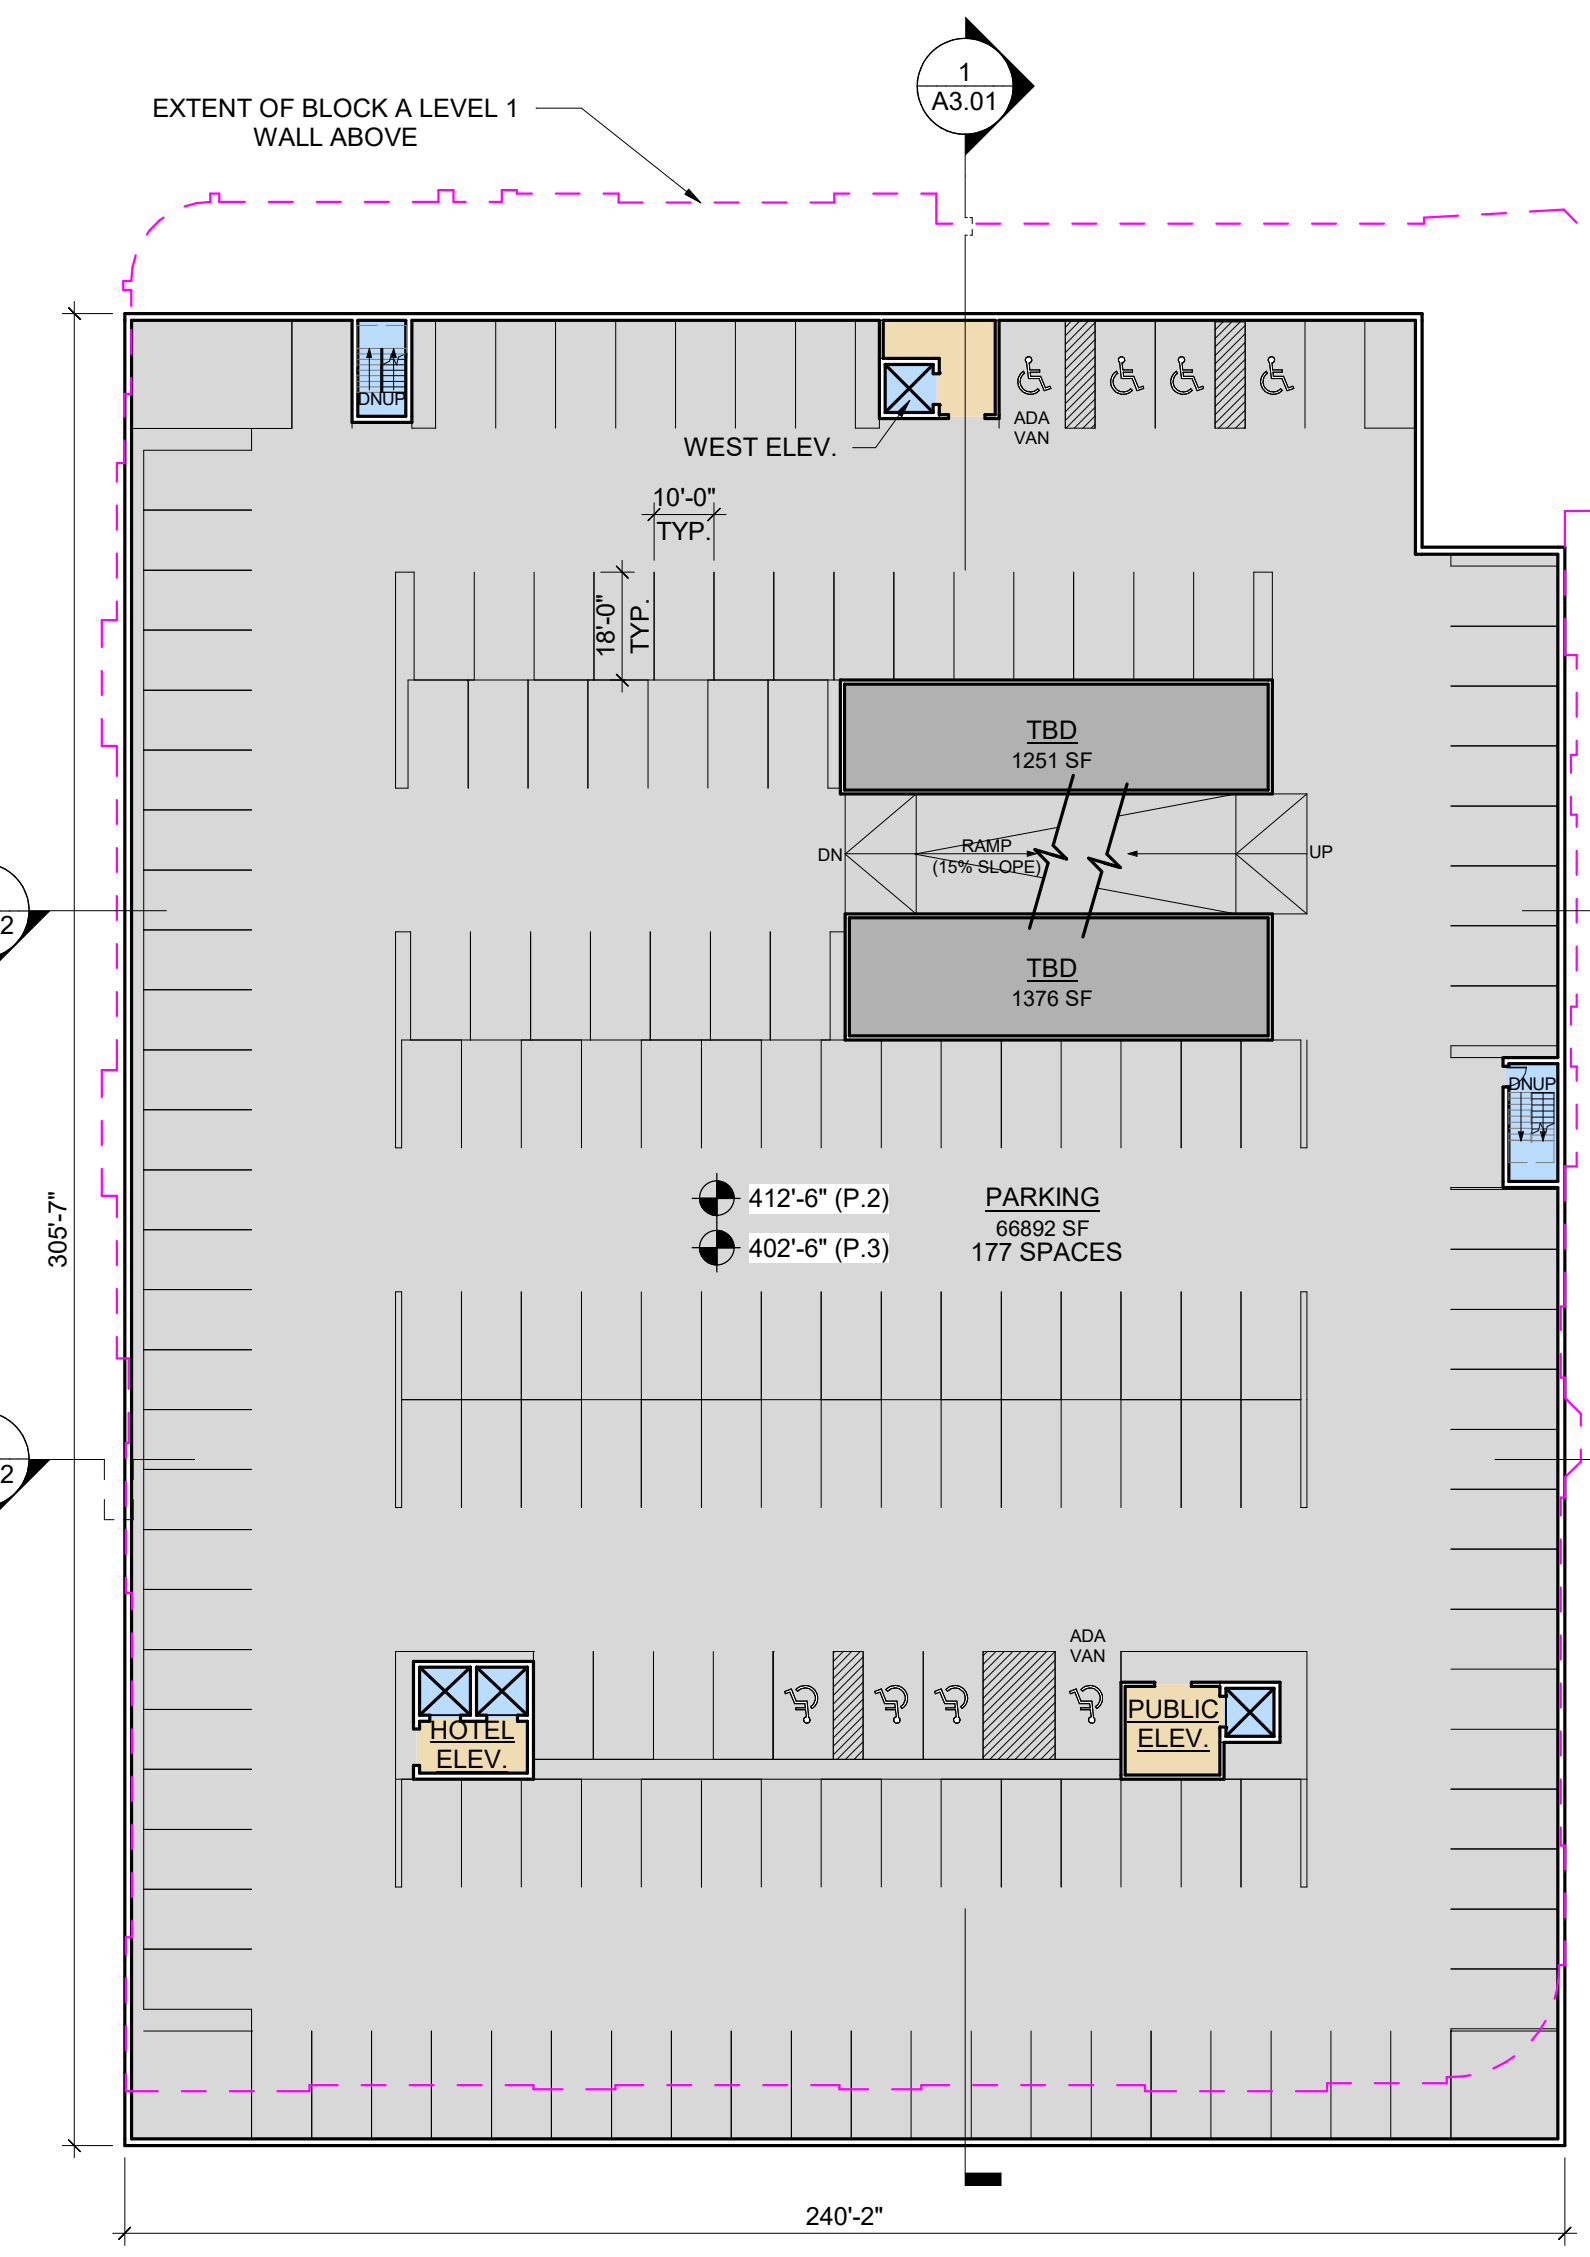 1
A3.01
EXTENT OF BLOCK A LEVEL 1
WALL ABOVE
DNUP
WEST ELEV.
ADA
VAN
10'-0"
TYP.
18'-0"
TYP.
TBD
1251 SF
DN
RAMP
(15% SLOPE)
UP
2
TBD
1376 SF
DNUP
305'-7"
412'-6" (P.2)
402'-6" (P.3)
PARKING
66892 SF
177 SPACES
2
ADA
VAN
HOTEL
ELEV.
PUBLIC
ELEV.
240'-2"